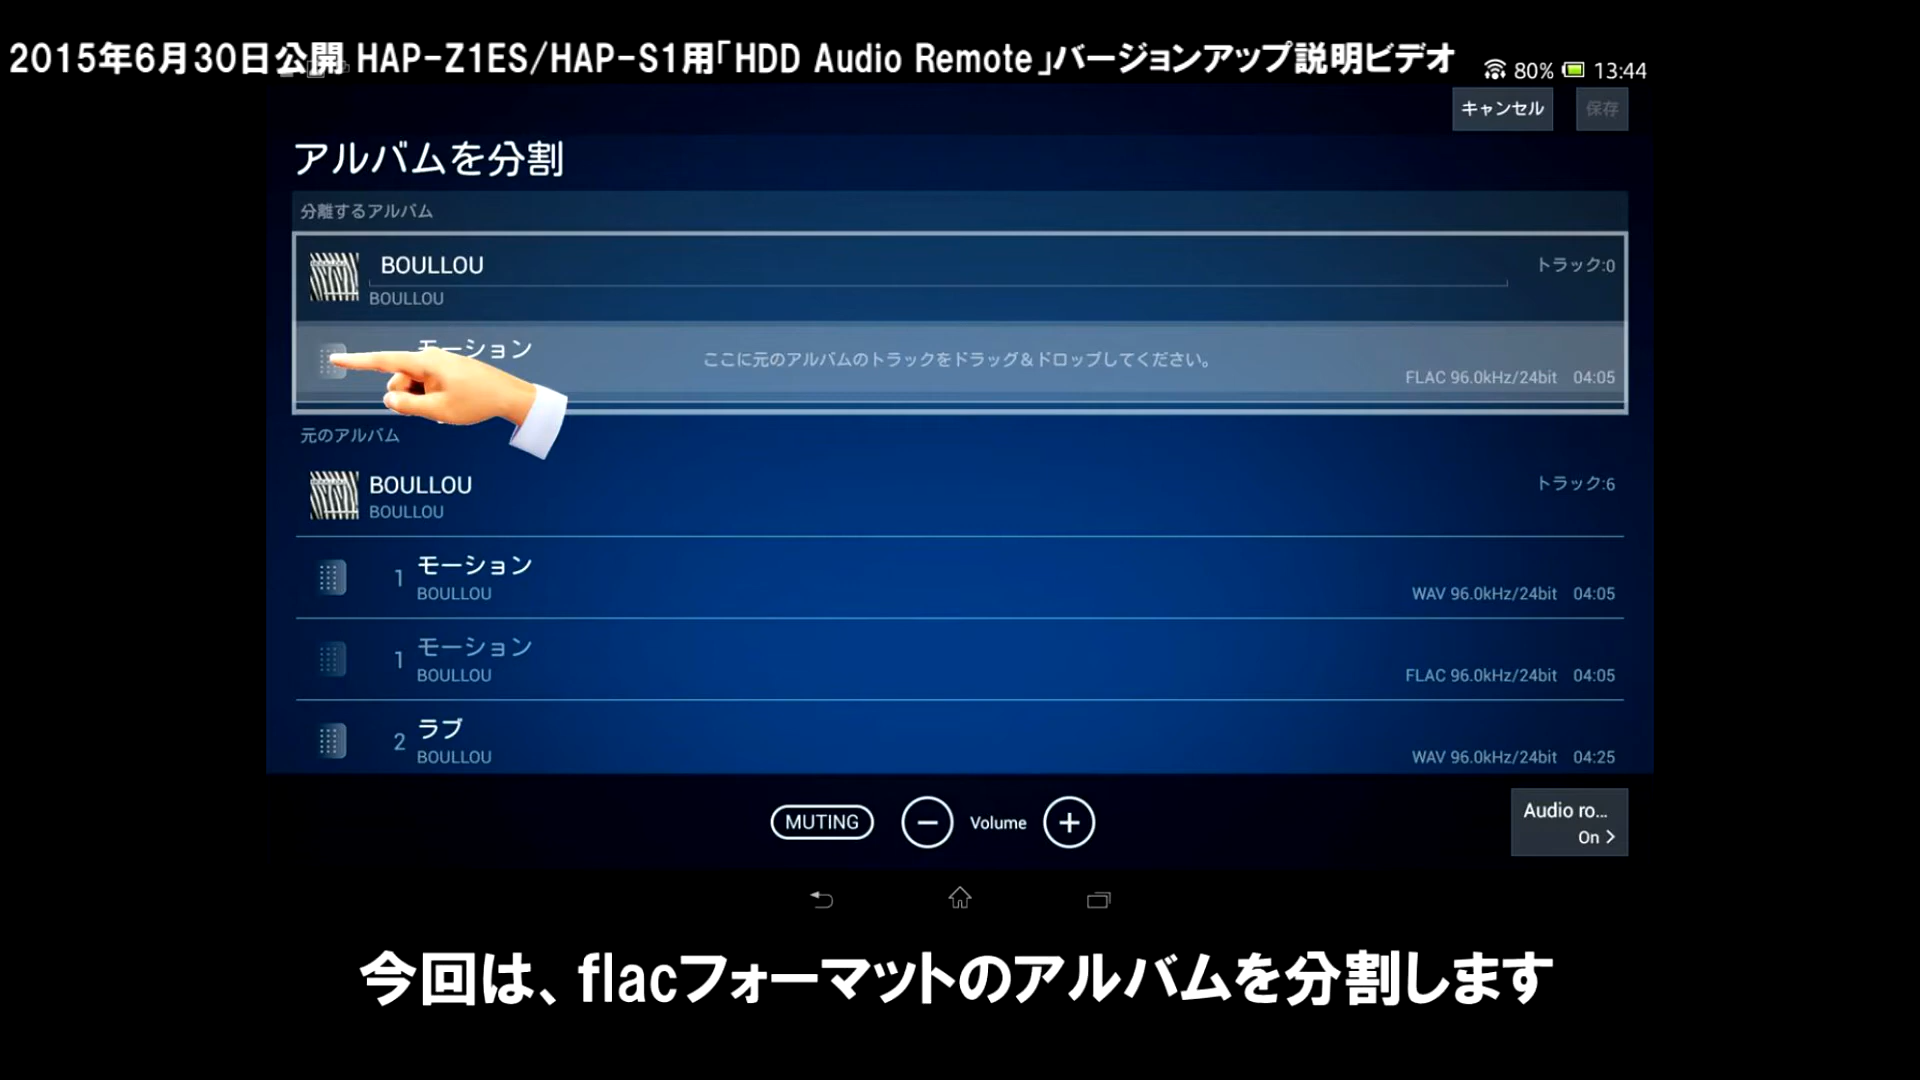 2015年6月30日公開 HAP-Z1ES/HAP-S1用「HDD Audio Remote」バージョンアップ説明ビデオ
80% 13:44
キャンセル 保存
アルバムを分割
分離するアルバム
BOULLOU トラック:0
BOULLOU
モーション
ここに元のアルバムのトラックをドラッグ&ドロップしてください。
FLAC 96.0kHz/24bit 04:05
元のアルバム
BOULLOU トラック:6
BOULLOU
1 モーション
BOULLOU WAV 96.0kHz/24bit 04:05
1 モーション
BOULLOU FLAC 96.0kHz/24bit 04:05
2 ラブ
BOULLOU WAV 96.0kHz/24bit 04:25
MUTING − Volume +
Audio ro...
On >
今回は、flacフォーマットのアルバムを分割します